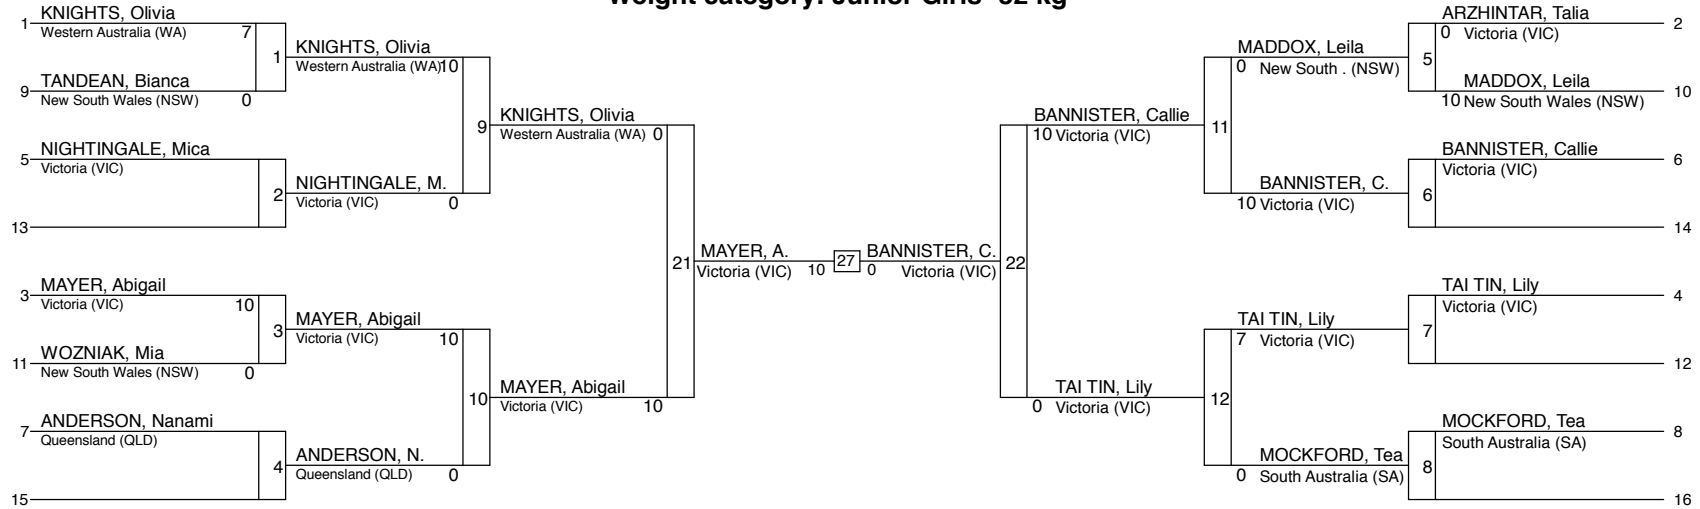 Weight category: Junior Girls -52 kg
1 KNIGHTS, Olivia
Western Australia (WA) 7
1
9 TANDEAN, Bianca
New South Wales (NSW) 0
KNIGHTS, Olivia
Western Australia (WA) 10
5 NIGHTINGALE, Mica
Victoria (VIC)
2
13
NIGHTINGALE, M.
Victoria (VIC) 0
9
KNIGHTS, Olivia
Western Australia (WA) 0
3 MAYER, Abigail
Victoria (VIC) 10
3
11 WOZNIAK, Mia
New South Wales (NSW) 0
MAYER, Abigail
Victoria (VIC) 10
7 ANDERSON, Nanami
Queensland (QLD)
4
15
ANDERSON, N.
Queensland (QLD) 0
10
MAYER, Abigail
Victoria (VIC) 10
21
MAYER, A.
Victoria (VIC) 10
27
BANNISTER, C.
0 Victoria (VIC)
22
BANNISTER, Callie
10 Victoria (VIC)
11
MADDOX, Leila
0 New South . (NSW)
5
ARZHINTAR, Talia 2
0 Victoria (VIC)
MADDOX, Leila 10
10 New South Wales (NSW)
BANNISTER, C.
10 Victoria (VIC)
6
BANNISTER, Callie 6
Victoria (VIC)
14
TAI TIN, Lily
0 Victoria (VIC)
12
TAI TIN, Lily
7 Victoria (VIC)
7
TAI TIN, Lily 4
Victoria (VIC)
12
MOCKFORD, Tea
0 South Australia (SA)
8
MOCKFORD, Tea 8
South Australia (SA)
16